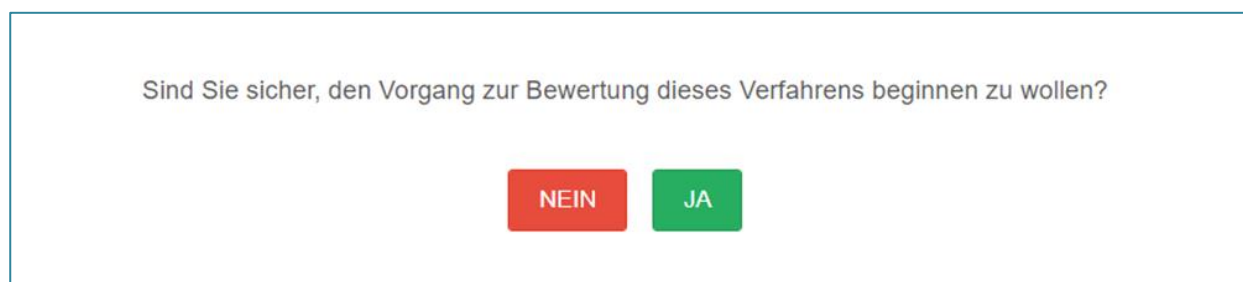 Sind Sie sicher, den Vorgang zur Bewertung dieses Verfahrens beginnen zu wollen?
NEIN JA